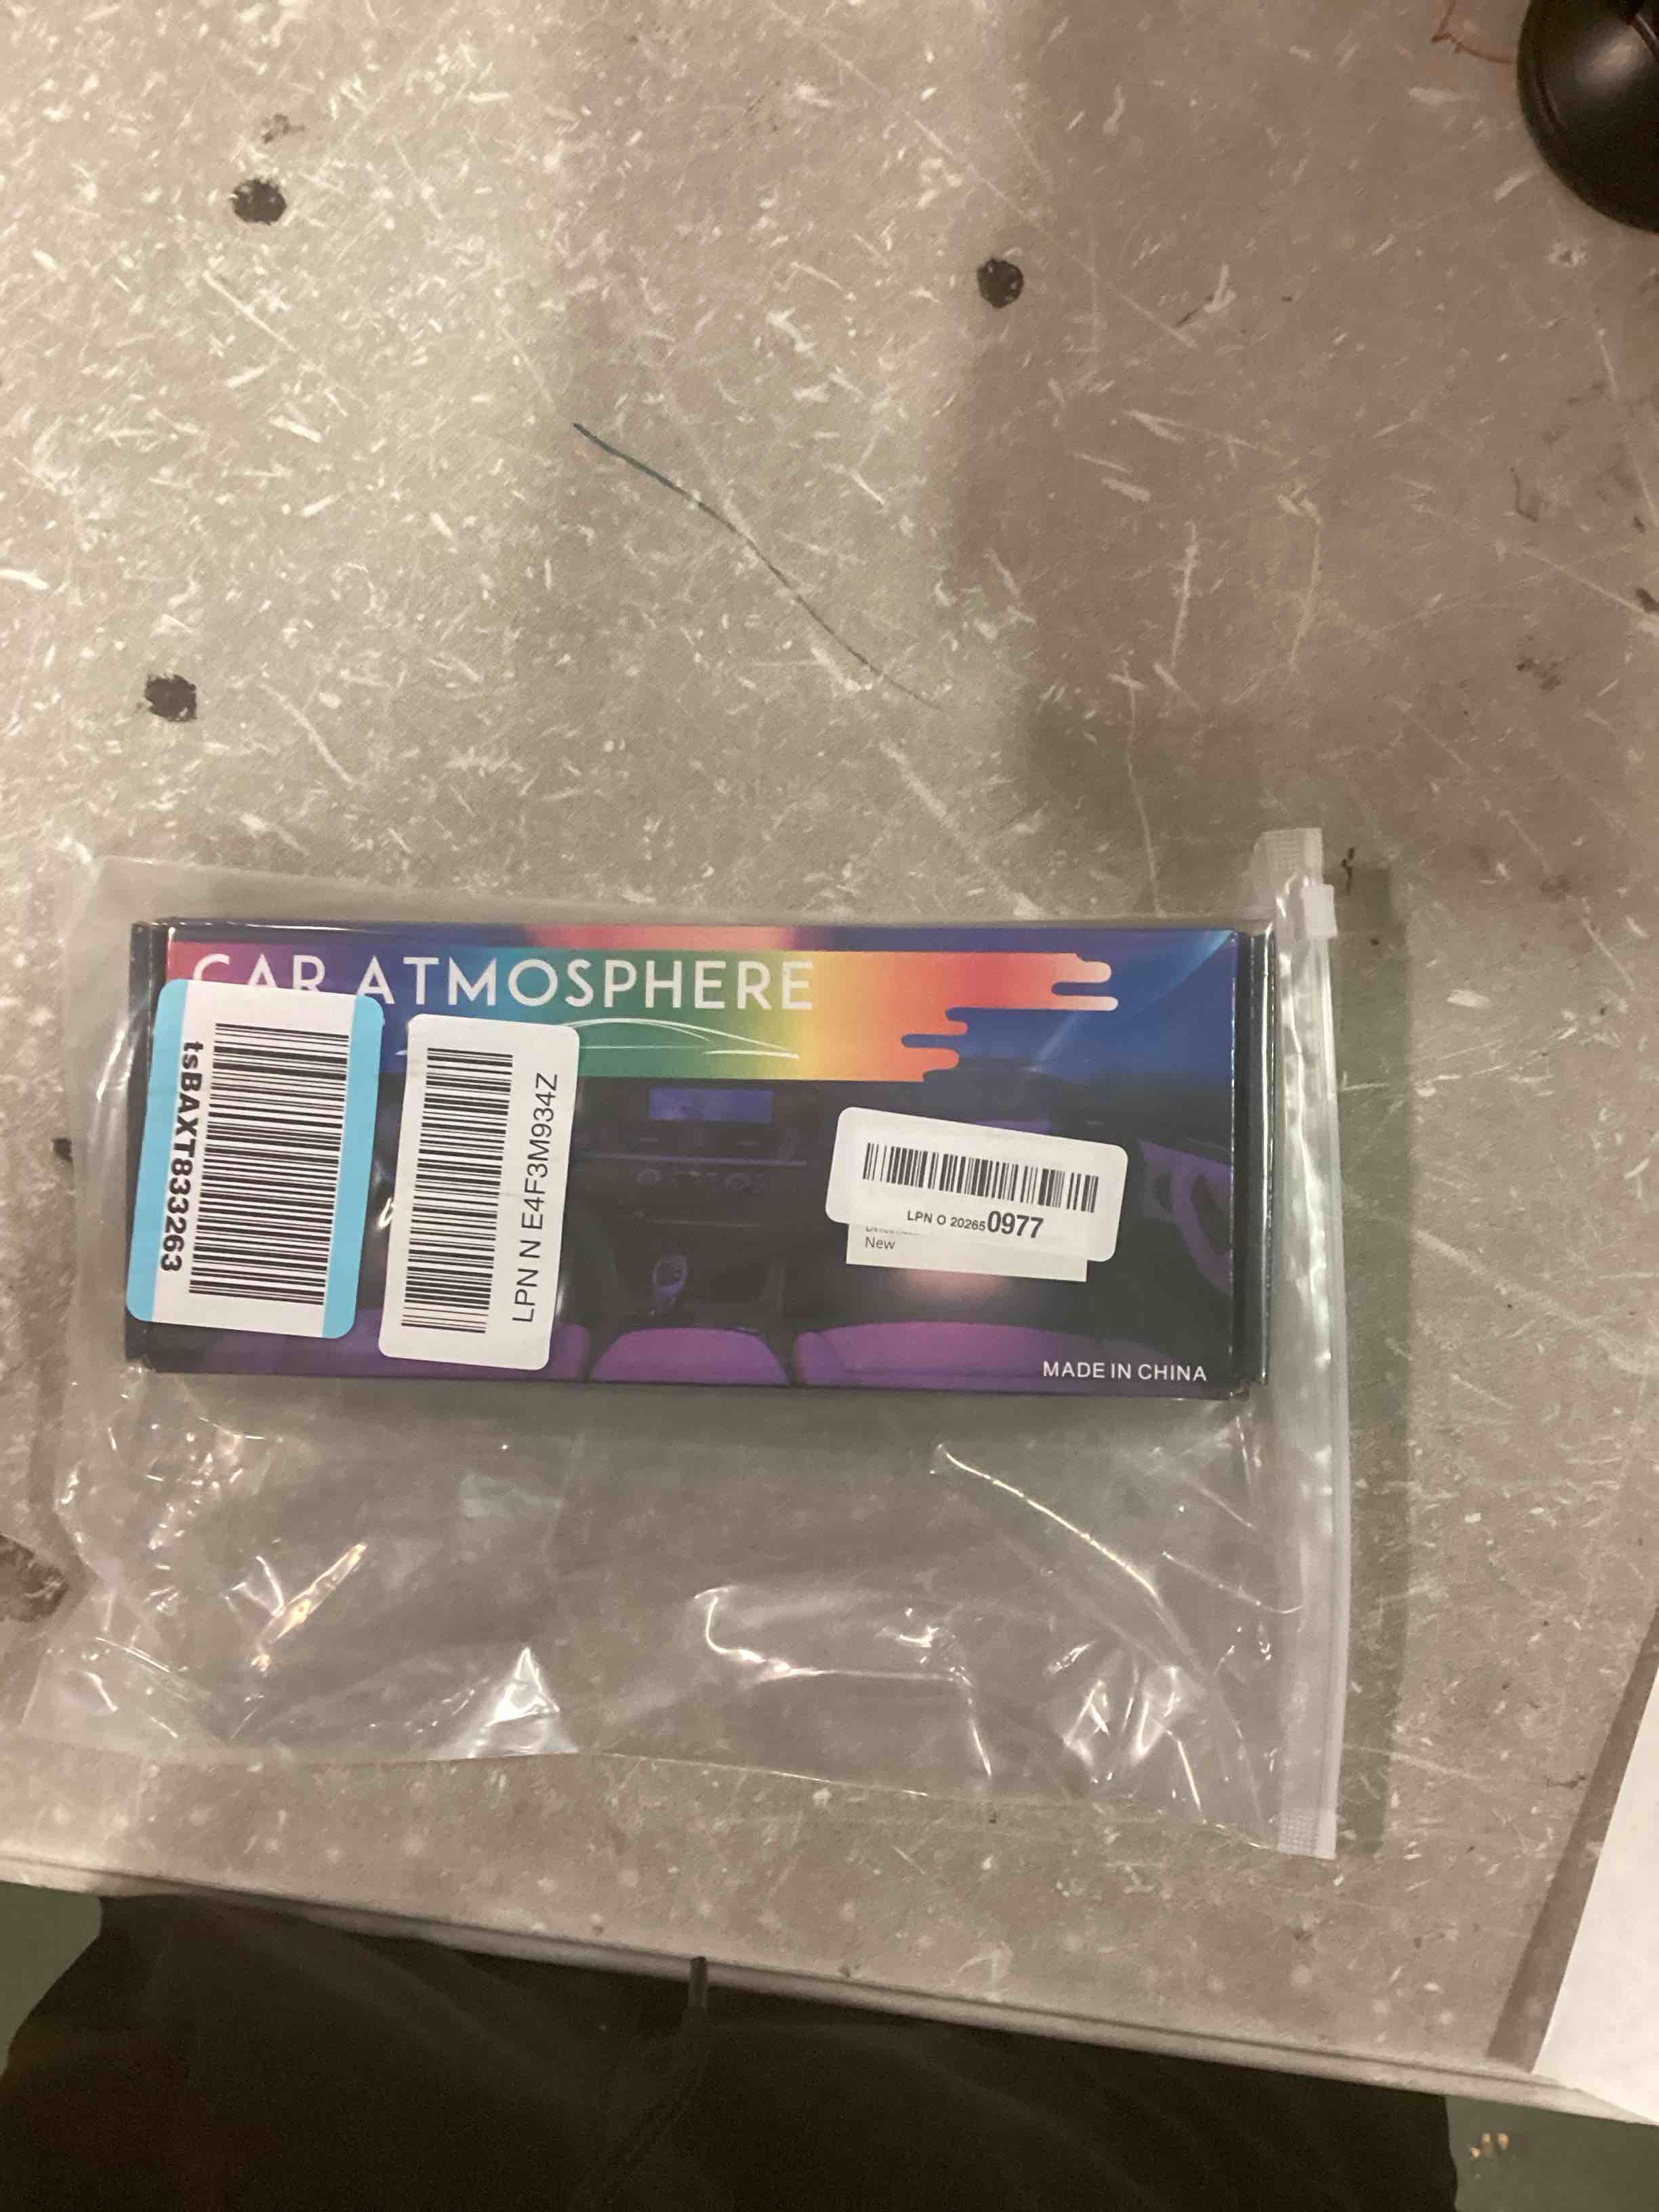 CAR ATMOSPHERE
tsBAXT833263
LPN N E4F3M934Z
LPN O 202650977
New
MADE IN CHINA